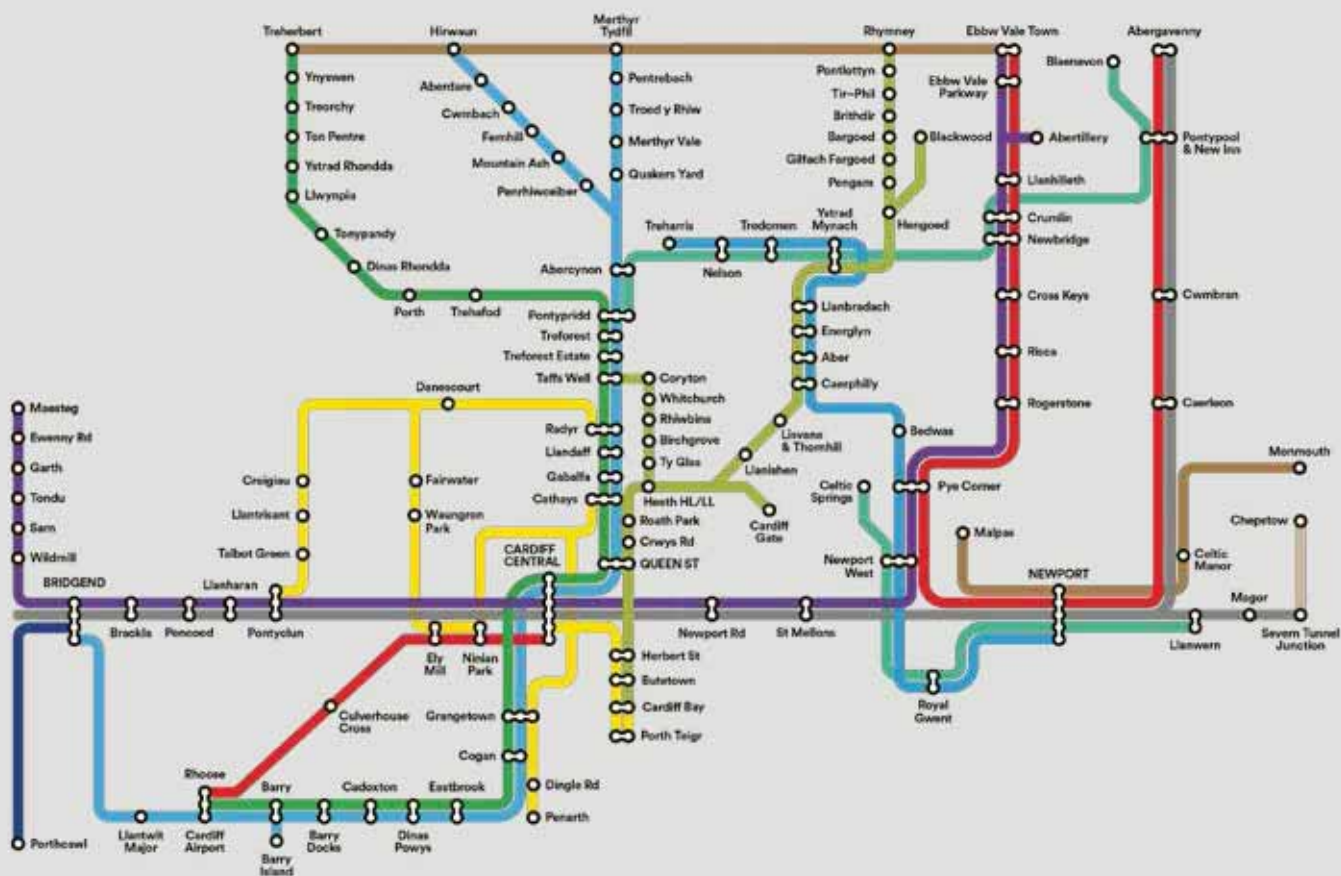 Treherbert
Hirwaun
Merthyr
Tydfil
Rhymney
Ebbw Vale Town
Abergavenny
Ynyswen
Treorchy
Ton Pentre
Ystrad Rhondda
Llwynpia
Tonypandy
Dinas Rhondda
Porth
Trehafod
Aberdare
Cwmbach
Fernhill
Mountain Ash
Penrhiwceiber
Pentrebach
Troed y Rhiw
Merthyr Vale
Quakers Yard
Abercynon
Pontypridd
Treforest
Treforest Estate
Taffs Well
Treharris
Nelson
Tredomen
Ystrad
Mynach
Pontlottyn
Tir-Phil
Brithdir
Bargoed
Gilfach Fargoed
Pengam
Hengoed
Blackwood
Ebbw Vale
Parkway
Abertillery
Llanhilleth
Crumlin
Newbridge
Cross Keys
Risca
Rogerstone
Blaenavon
Pontypool
& New Inn
Cwmbran
Caerleon
Llanbradach
Energlyn
Aber
Caerphilly
Lisvane
& Thornhill
Llanishen
Cardiff
Gate
Coryton
Whitchurch
Rhiwbina
Birchgrove
Ty Glas
Heath HL/LL
Roath Park
Crwys Rd
QUEEN ST
Danescourt
Radyr
Llandaff
Gabalfa
Cathays
Creigiau
Llantrisant
Talbot Green
Llanharan
Pontyclun
Fairwater
Waungron
Park
CARDIFF
CENTRAL
Maesteg
Ewenny Rd
Garth
Tondu
Sarn
Wildmill
BRIDGEND
Brackla
Pencoed
Ely
Mill
Ninian
Park
Newport Rd
St Mellons
Bedwas
Pye Corner
Celtic
Springs
Newport
West
Malpas
NEWPORT
Monmouth
Chepstow
Celtic
Manor
Magor
Llanwern
Severn Tunnel
Junction
Royal
Gwent
Herbert St
Butetown
Cardiff Bay
Porth Teigr
Culverhouse
Cross
Grangetown
Cogan
Dingle Rd
Penarth
Rhoose
Barry
Cadoxton
Eastbrook
Porthcawl
Llantwit
Major
Cardiff
Airport
Barry
Island
Barry
Docks
Dinas
Powys